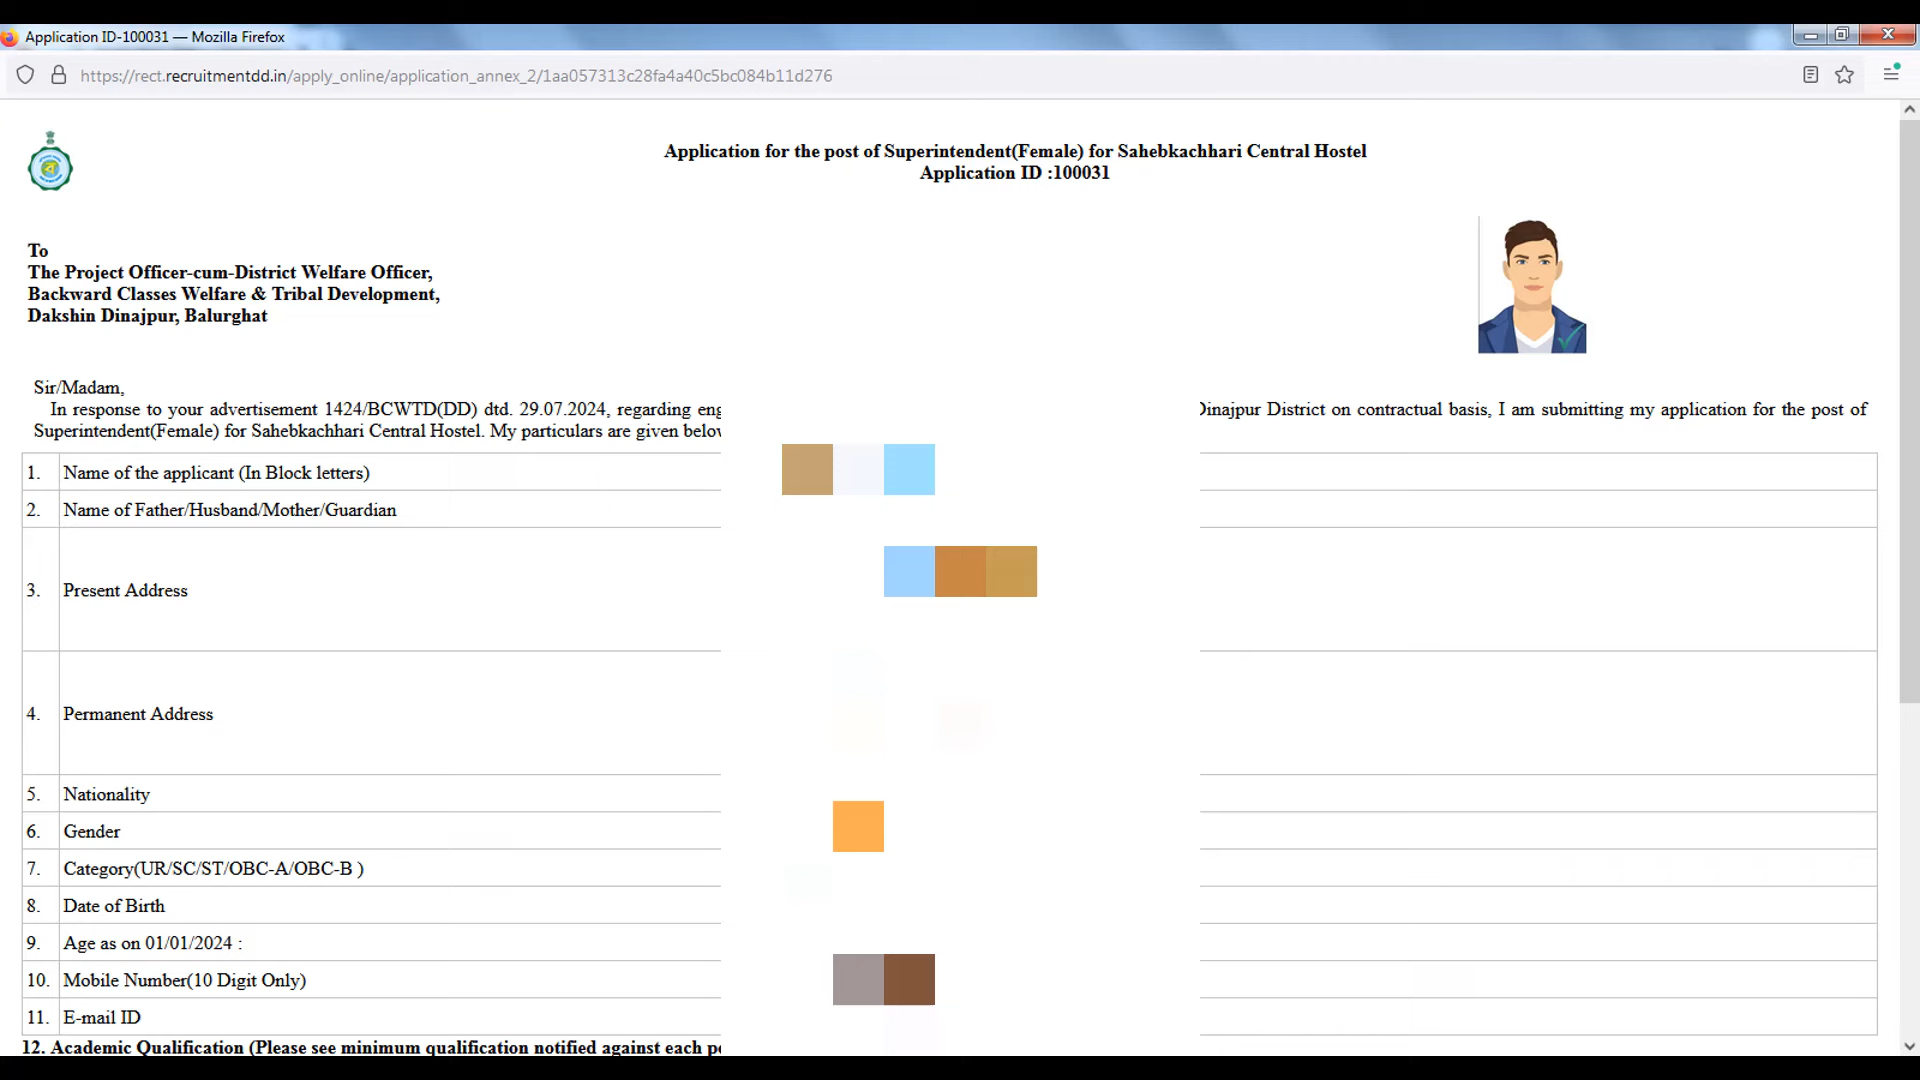 Application ID-100031 — Mozilla Firefox
https://rect.recruitmentdd.in/apply_online/application_annex_2/1aa057313c28fa4a40c5bc084b11d276
Application for the post of Superintendent(Female) for Sahebkachhari Central Hostel
Application ID :100031
To
The Project Officer-cum-District Welfare Officer,
Backward Classes Welfare & Tribal Development,
Dakshin Dinajpur, Balurghat
Sir/Madam,
In response to your advertisement 1424/BCWTD(DD) dtd. 29.07.2024, regarding Dinajpur District on contractual basis, I am submitting my application for the post of
Superintendent(Female) for Sahebkachhari Central Hostel. My particulars are given below
1. Name of the applicant (In Block letters)
2. Name of Father/Husband/Mother/Guardian
3. Present Address
4. Permanent Address
5. Nationality
6. Gender
7. Category(UR/SC/ST/OBC-A/OBC-B )
8. Date of Birth
9. Age as on 01/01/2024 :
10. Mobile Number(10 Digit Only)
11. E-mail ID
12. Academic Qualification (Please see minimum qualification notified against each